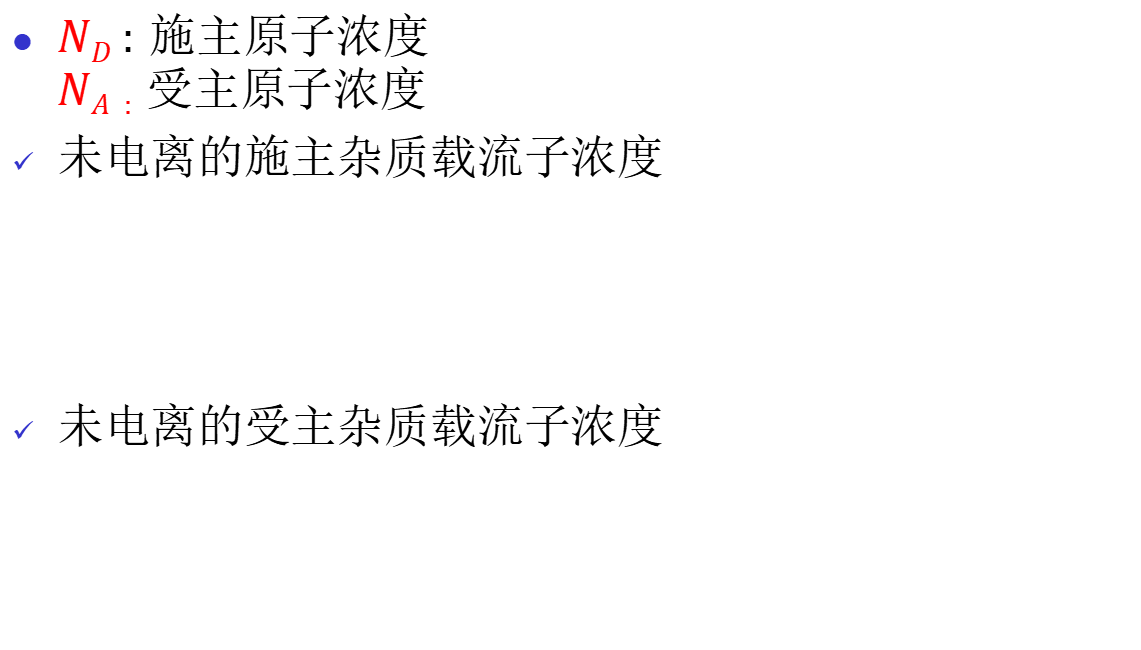 ● N_D：施主原子浓度
N_A：受主原子浓度
✓ 未电离的施主杂质载流子浓度
✓ 未电离的受主杂质载流子浓度